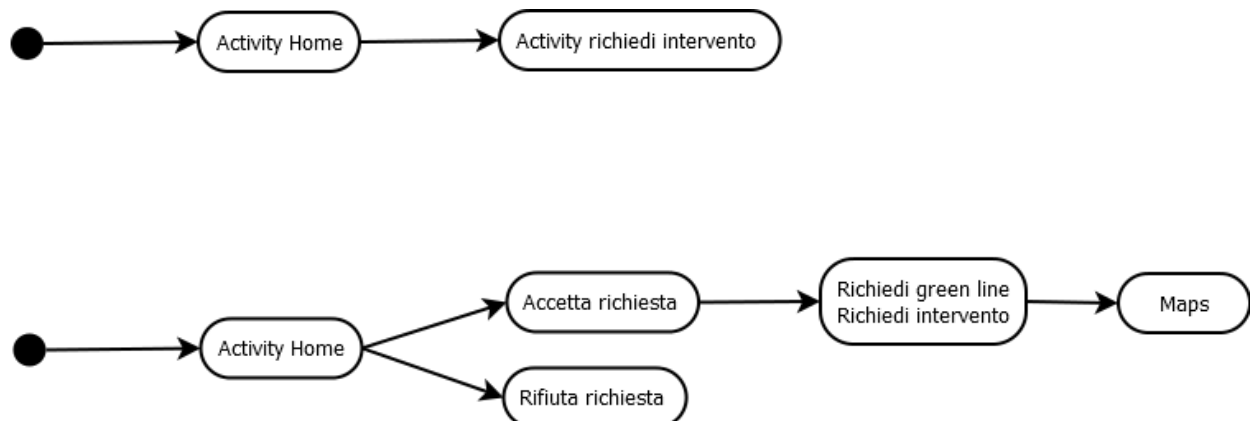 Activity Home
Activity richiedi intervento
Accetta richiesta
Richiedi green line
Richiedi intervento
Maps
Activity Home
Rifiuta richiesta